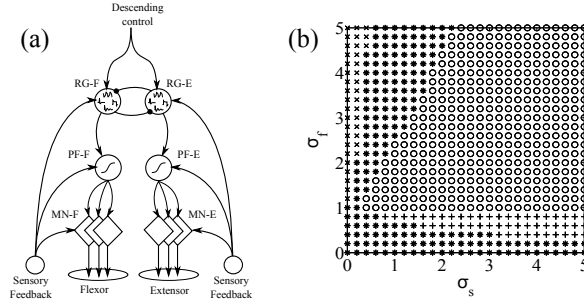 Descending
control
(a)
RG-F
RG-E
PF-F
PF-E
MN-F
MN-E
Sensory
Feedback
Flexor
Extensor
Sensory
Feedback
(b)
5
4
3
2
1
0
σf
0
1
2
3
4
5
σs